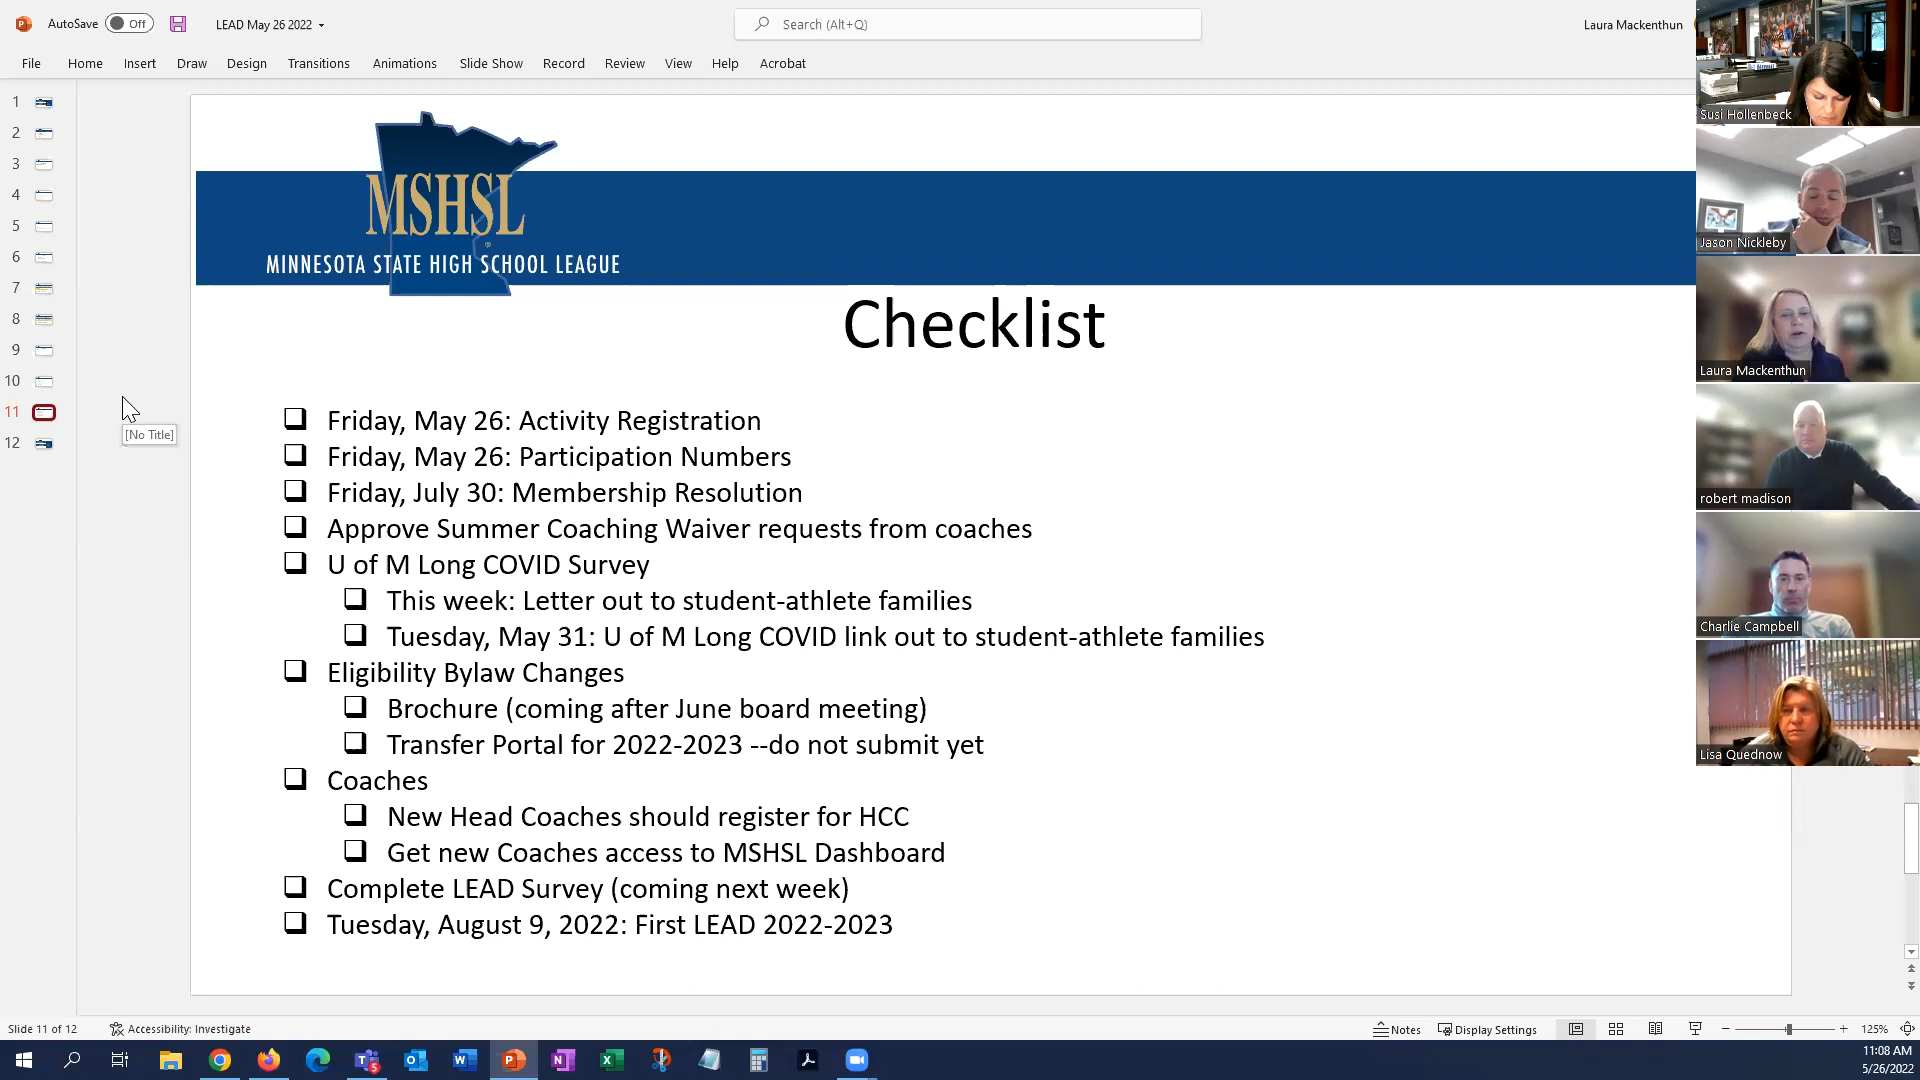 AutoSave
Off
LEAD May 26 2022
Search (Alt+Q)
Laura Mackenthun
File Home Insert Draw Design Transitions Animations Slide Show Record Review View Help Acrobat
1
2
3
4
5
6
7
8
9
10
11
12
[No Title]
MSHSL
MINNESOTA STATE HIGH SCHOOL LEAGUE
Checklist
Friday, May 26: Activity Registration
Friday, May 26: Participation Numbers
Friday, July 30: Membership Resolution
Approve Summer Coaching Waiver requests from coaches
U of M Long COVID Survey
This week: Letter out to student-athlete families
Tuesday, May 31: U of M Long COVID link out to student-athlete families
Eligibility Bylaw Changes
Brochure (coming after June board meeting)
Transfer Portal for 2022-2023 --do not submit yet
Coaches
New Head Coaches should register for HCC
Get new Coaches access to MSHSL Dashboard
Complete LEAD Survey (coming next week)
Tuesday, August 9, 2022: First LEAD 2022-2023
Susi Hollenbeck
Jason Nickleby
Laura Mackenthun
robert madison
Charlie Campbell
Lisa Quednow
Slide 11 of 12
Accessibility: Investigate
Notes
Display Settings
125%
11:08 AM
5/26/2022